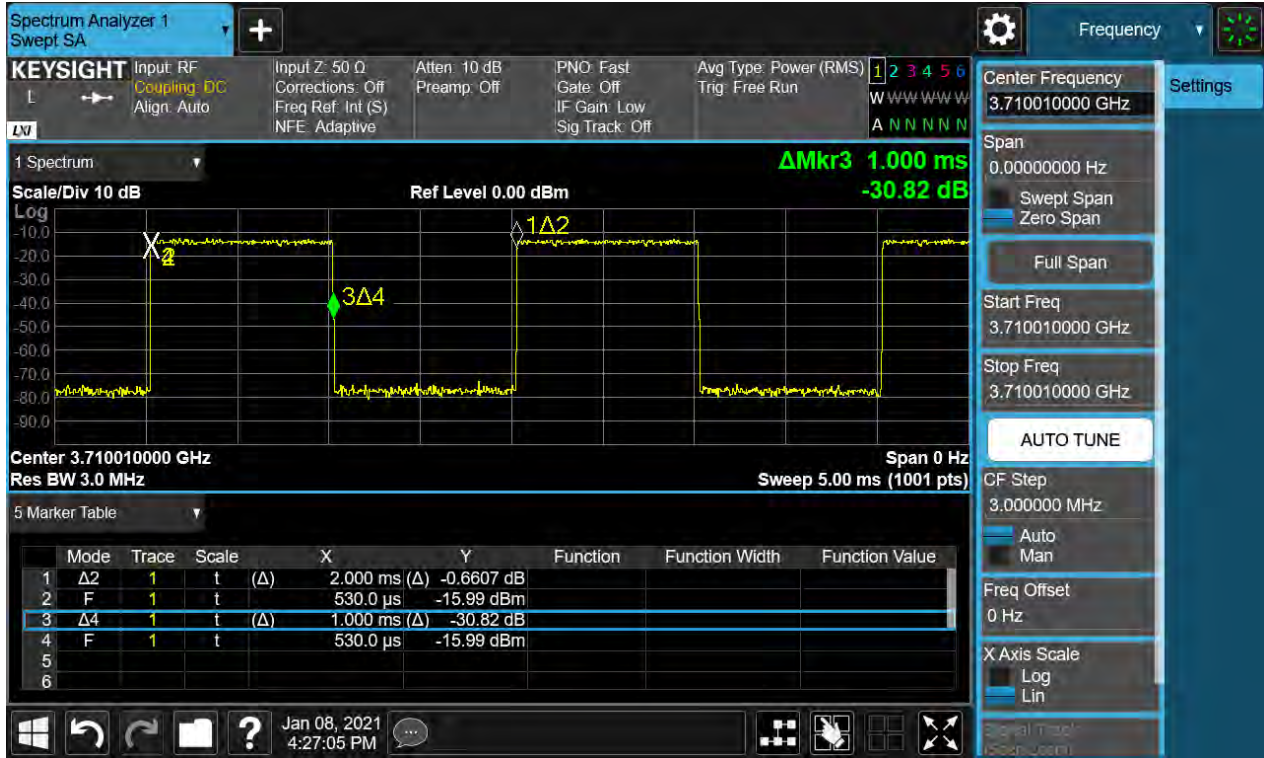 Spectrum Analyzer 1
Swept SA
+
Frequency
KEYSIGHT
L
LXI
Input: RF
Coupling: DC
Align: Auto
Input Z: 50 Ω
Corrections: Off
Freq Ref: Int (S)
NFE: Adaptive
Atten: 10 dB
Preamp: Off
PNO: Fast
Gate: Off
IF Gain: Low
Sig Track: Off
Avg Type: Power (RMS)
Trig: Free Run
1 2 3 4 5 6
W W W W W W
A N N N N N
1 Spectrum
ΔMkr3 1.000 ms
-30.82 dB
Scale/Div 10 dB
Ref Level 0.00 dBm
Log
-10.0
-20.0
-30.0
-40.0
-50.0
-60.0
-70.0
-80.0
-90.0
1Δ2
3Δ4
Center 3.710010000 GHz
Span 0 Hz
Res BW 3.0 MHz
Sweep 5.00 ms (1001 pts)
5 Marker Table
Mode Trace Scale X Y Function Function Width Function Value
1 Δ2 1 t (Δ) 2.000 ms (Δ) -0.6607 dB
2 F 1 t 530.0 µs -15.99 dBm
3 Δ4 1 t (Δ) 1.000 ms (Δ) -30.82 dB
4 F 1 t 530.0 µs -15.99 dBm
5
6
?
Jan 08, 2021
4:27:05 PM
Center Frequency
3.710010000 GHz
Settings
Span
0.00000000 Hz
Swept Span
Zero Span
Full Span
Start Freq
3.710010000 GHz
Stop Freq
3.710010000 GHz
AUTO TUNE
CF Step
3.000000 MHz
Auto
Man
Freq Offset
0 Hz
X Axis Scale
Log
Lin